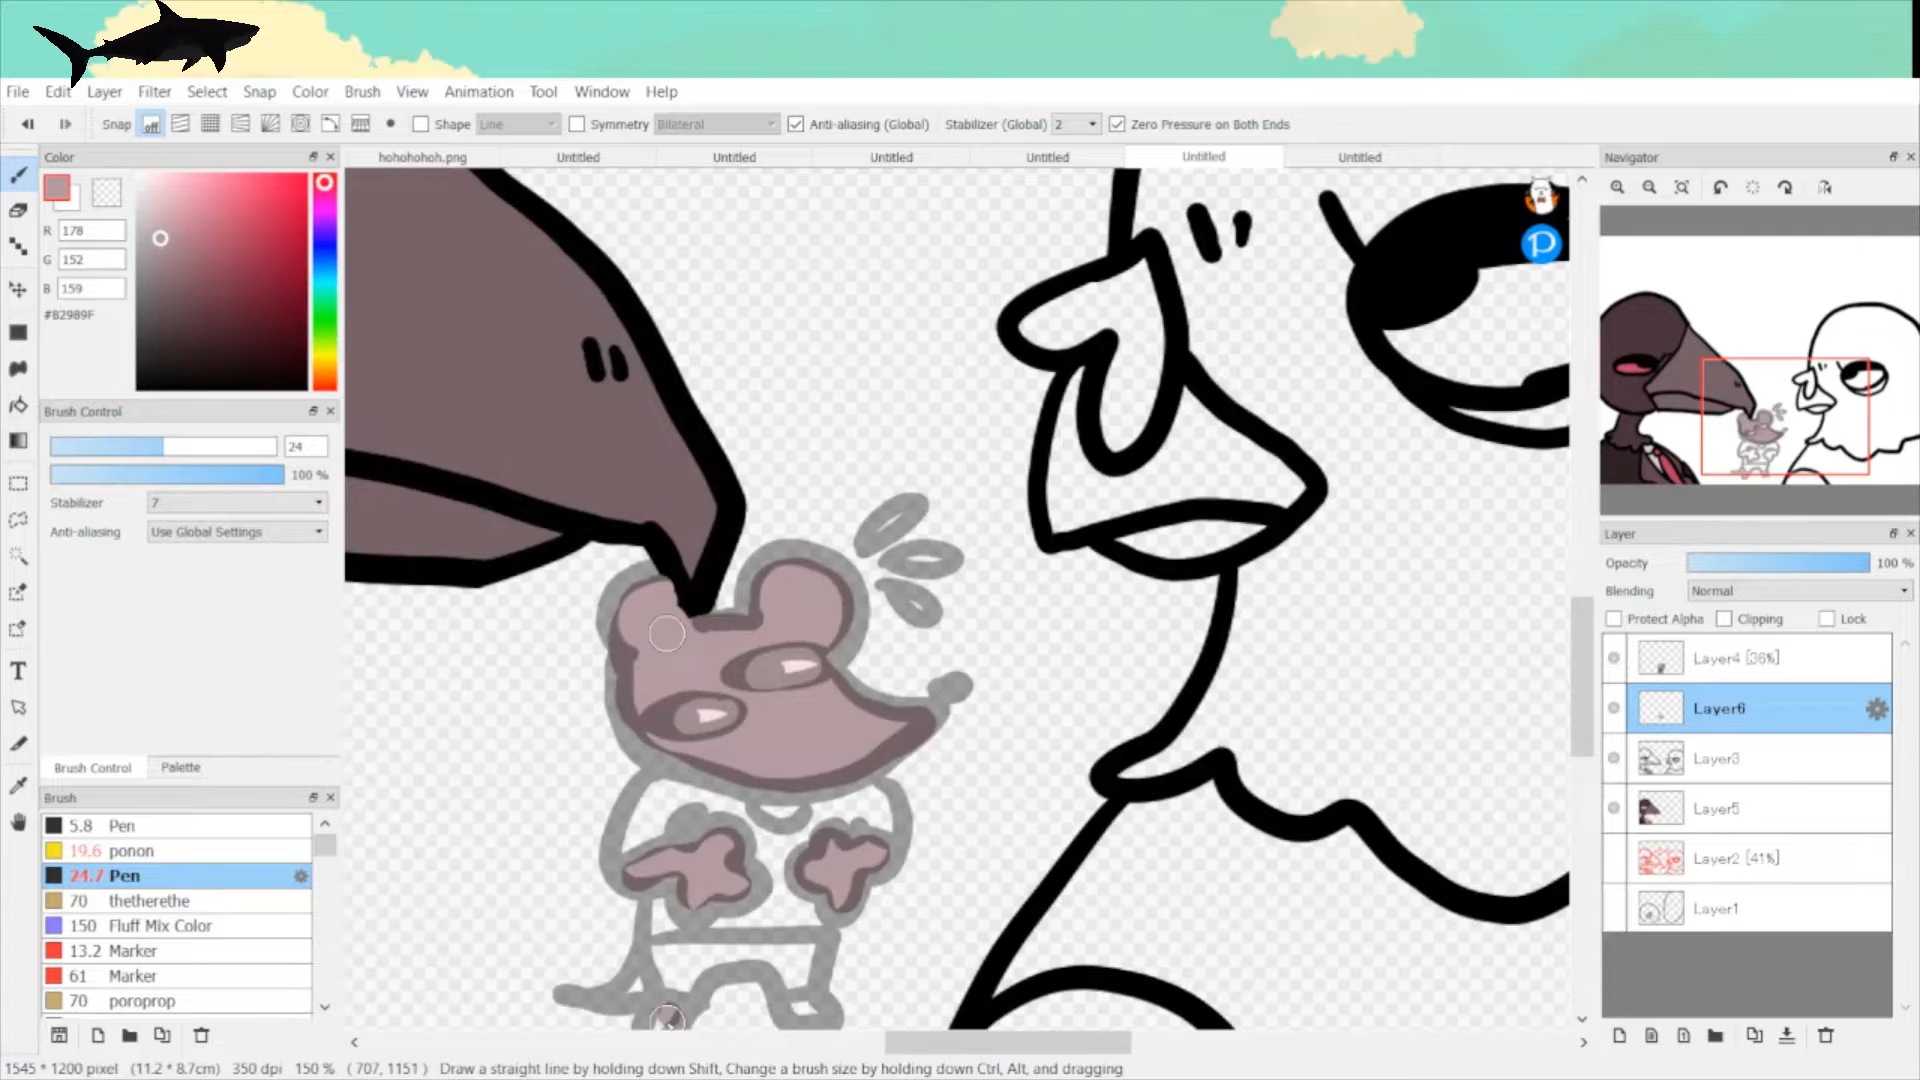 File Edit Layer Filter Select Snap Color Brush View Animation Tool Window Help
Snap off Shape Line Symmetry Bilateral Anti-aliasing (Global) Stabilizer (Global) 2 Zero Pressure on Both Ends
Color
hohohohoh.png Untitled Untitled Untitled Untitled Untitled Untitled
Navigator
R 178
G 152
B 159
#B2989F
Brush Control
24
100 %
Stabilizer 7
Anti-aliasing Use Global Settings
Brush Control Palette
Brush
5.8 Pen
19.6 ponon
24.7 Pen
70 thetherethe
150 Fluff Mix Color
13.2 Marker
61 Marker
70 poroprop
P
Layer
Opacity 100 %
Blending Normal
Protect Alpha Clipping Lock
Layer4 [36%]
Layer6
Layer3
Layer5
Layer2 [41%]
Layer1
T
1545 * 1200 pixel (11.2 * 8.7cm) 350 dpi 150 % ( 707, 1151 ) Draw a straight line by holding down Shift, Change a brush size by holding down Ctrl, Alt, and dragging